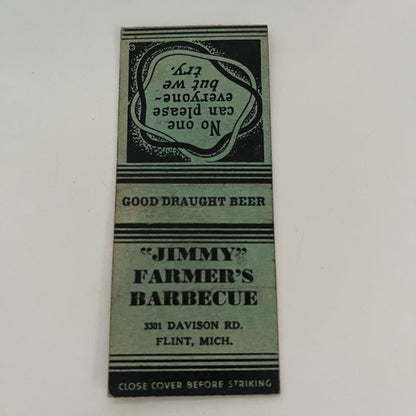 No one
can please
everyone-
but we
try.
GOOD DRAUGHT BEER
"JIMMY"
FARMER'S
BARBECUE
3301 DAVISON RD.
FLINT, MICH.
CLOSE COVER BEFORE STRIKING